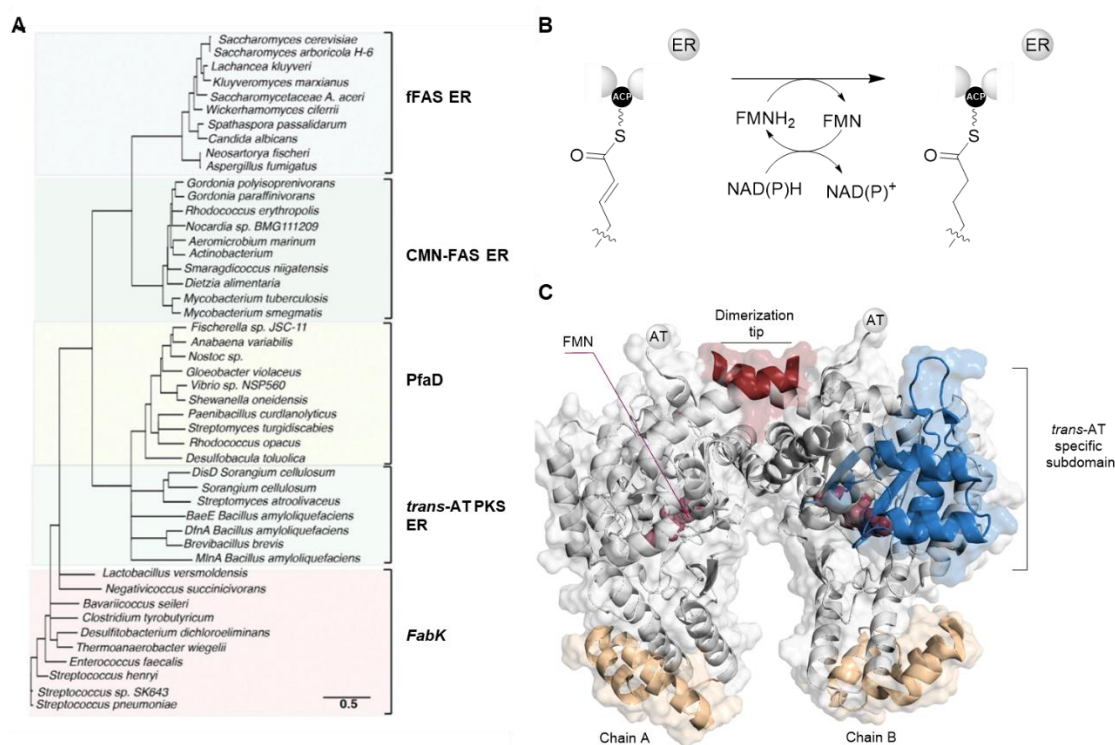 A
Saccharomyces cerevisiae
Saccharomyces arboricola H-6
Lachancea kluyveri
Kluyveromyces marxianus
Saccharomycetaceae A. aceri
Wickerhamomyces ciferrii
Spathaspora passalidarum
Candida albicans
Neosartorya fischeri
Aspergillus fumigatus
fFAS ER
Gordonia polyisoprenivorans
Gordonia paraffinivorans
Rhodococcus erythropolis
Nocardia sp. BMG111209
Aeromicrobium marinum
Actinobacterium
Smaragdicoccus niigatensis
Dietzia alimentaria
Mycobacterium tuberculosis
Mycobacterium smegmatis
CMN-FAS ER
Fischerella sp. JSC-11
Anabaena variabilis
Nostoc sp.
Gloeobacter violaceus
Vibrio sp. NSP560
Shewanella oneidensis
Paenibacillus curdlanolyticus
Streptomyces turgidiscabies
Rhodococcus opacus
Desulfobacula toluolica
PfaD
DisD Sorangium cellulosum
Sorangium cellulosum
Streptomyces atroolivaceus
BaeE Bacillus amyloliquefaciens
DfnA Bacillus amyloliquefaciens
Brevibacillus brevis
MlnA Bacillus amyloliquefaciens
trans-AT PKS
ER
Lactobacillus versmoldensis
Negativicoccus succinicivorans
Bavariicoccus seileri
Clostridium tyrobutyricum
Desulfitobacterium dichloroeliminans
Thermoanaerobacter wiegelii
Enterococcus faecalis
Streptococcus henryi
Streptococcus sp. SK643
Streptococcus pneumoniae
FabK
0.5
B
ER
ACP
S
O
FMNH2
FMN
NAD(P)H
NAD(P)+
ER
ACP
S
O
C
AT
Dimerization
tip
AT
FMN
trans-AT
specific
subdomain
Chain A
Chain B